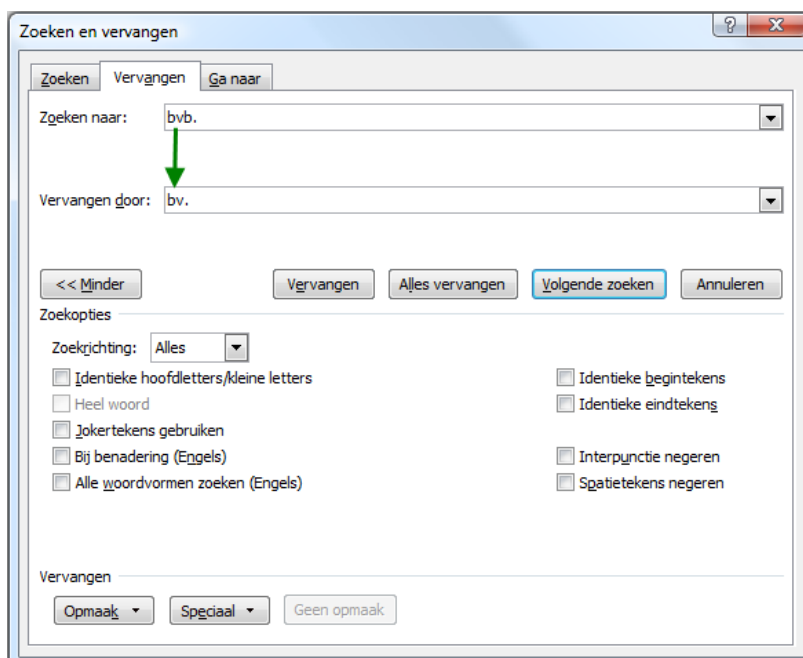 Zoeken en vervangen
Zoeken Vervangen Ga naar
Zoeken naar: bvb.
Vervangen door: bv.
<< Minder Vervangen Alles vervangen Volgende zoeken Annuleren
Zoekopties
Zoekrichting: Alles
Identieke hoofdletters/kleine letters Identieke begintekens
Heel woord Identieke eindtekens
Jokertekens gebruiken
Bij benadering (Engels) Interpunctie negeren
Alle woordvormen zoeken (Engels) Spatietekens negeren
Vervangen
Opmaak Speciaal Geen opmaak